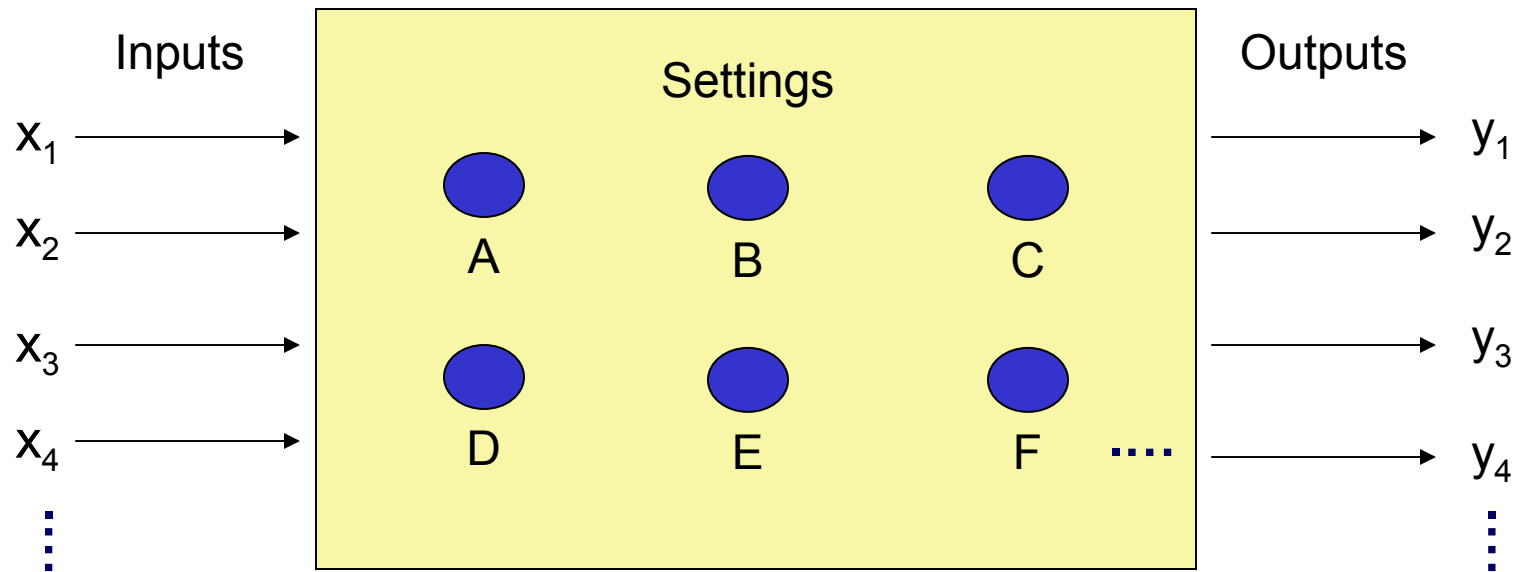 Inputs
Settings
Outputs
x₁
y₁
x₂
y₂
A
B
C
x₃
y₃
x₄
y₄
D
E
F